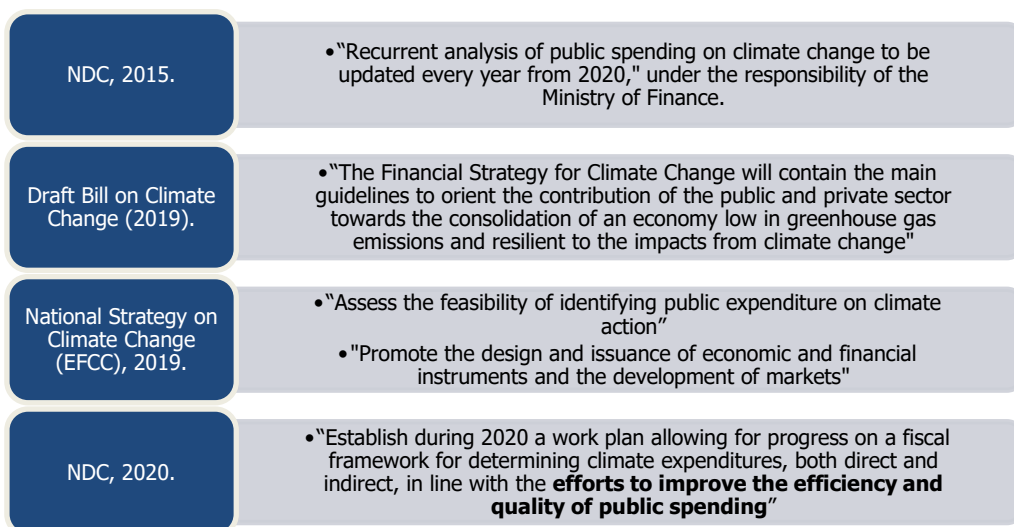 NDC, 2015.
•“Recurrent analysis of public spending on climate change to be
updated every year from 2020," under the responsibility of the
Ministry of Finance.
Draft Bill on Climate
Change (2019).
•“The Financial Strategy for Climate Change will contain the main
guidelines to orient the contribution of the public and private sector
towards the consolidation of an economy low in greenhouse gas
emissions and resilient to the impacts from climate change"
National Strategy on
Climate Change
(EFCC), 2019.
•“Assess the feasibility of identifying public expenditure on climate
action”
•"Promote the design and issuance of economic and financial
instruments and the development of markets"
NDC, 2020.
•“Establish during 2020 a work plan allowing for progress on a fiscal
framework for determining climate expenditures, both direct and
indirect, in line with the efforts to improve the efficiency and
quality of public spending”